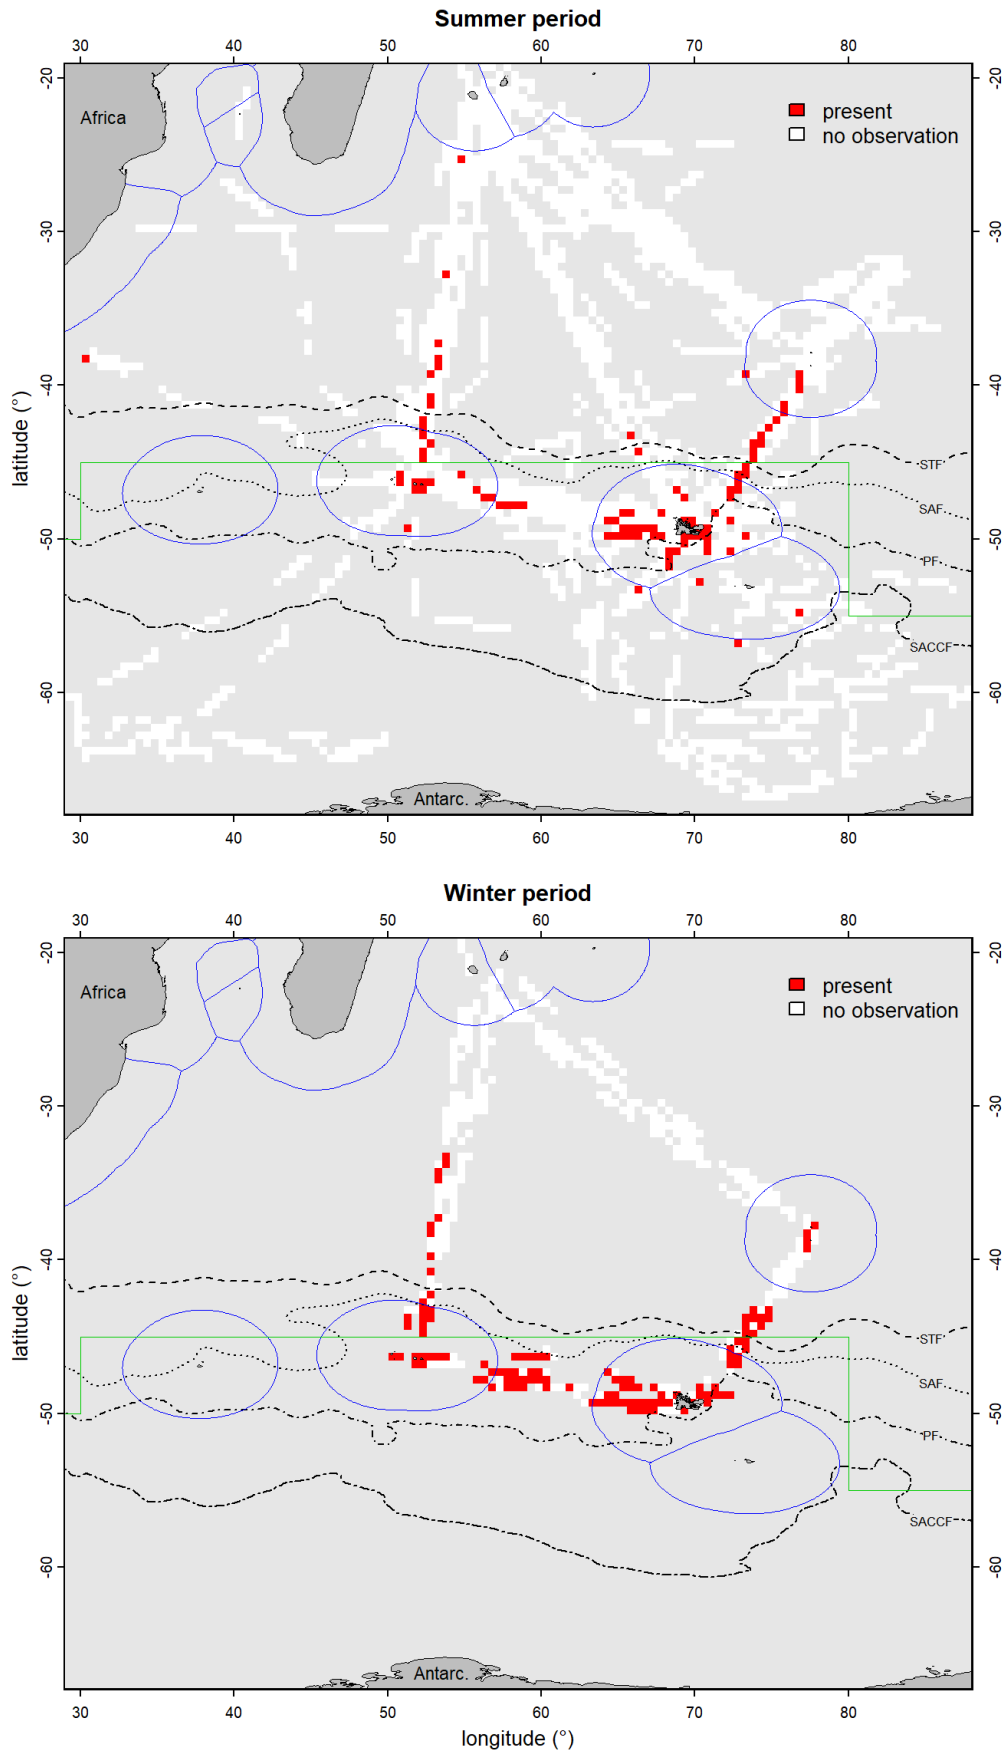 Summer period
30 40 50 60 70 80
-20 -20
Africa
present
no observation
-30 -30
latitude (°)
-40 -40
STF
SAF
-50 -50
PF
SACCF
-60 -60
Antarc.
30 40 50 60 70 80
Winter period
30 40 50 60 70 80
-20 -20
Africa
present
no observation
-30 -30
latitude (°)
-40 -40
STF
SAF
-50 -50
PF
SACCF
-60 -60
Antarc.
30 40 50 60 70 80
longitude (°)